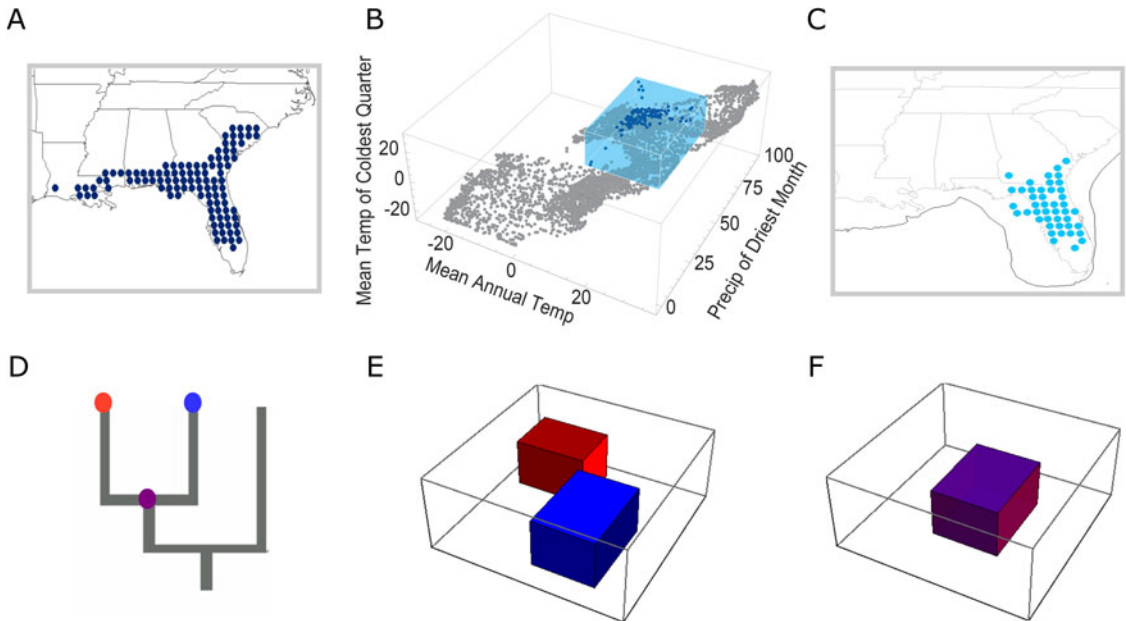 A
B
C
Mean Temp of Coldest Quarter
20
0
-20
-20
0
20
Mean Annual Temp
0
25
50
75
100
Precip of Driest Month
D
E
F